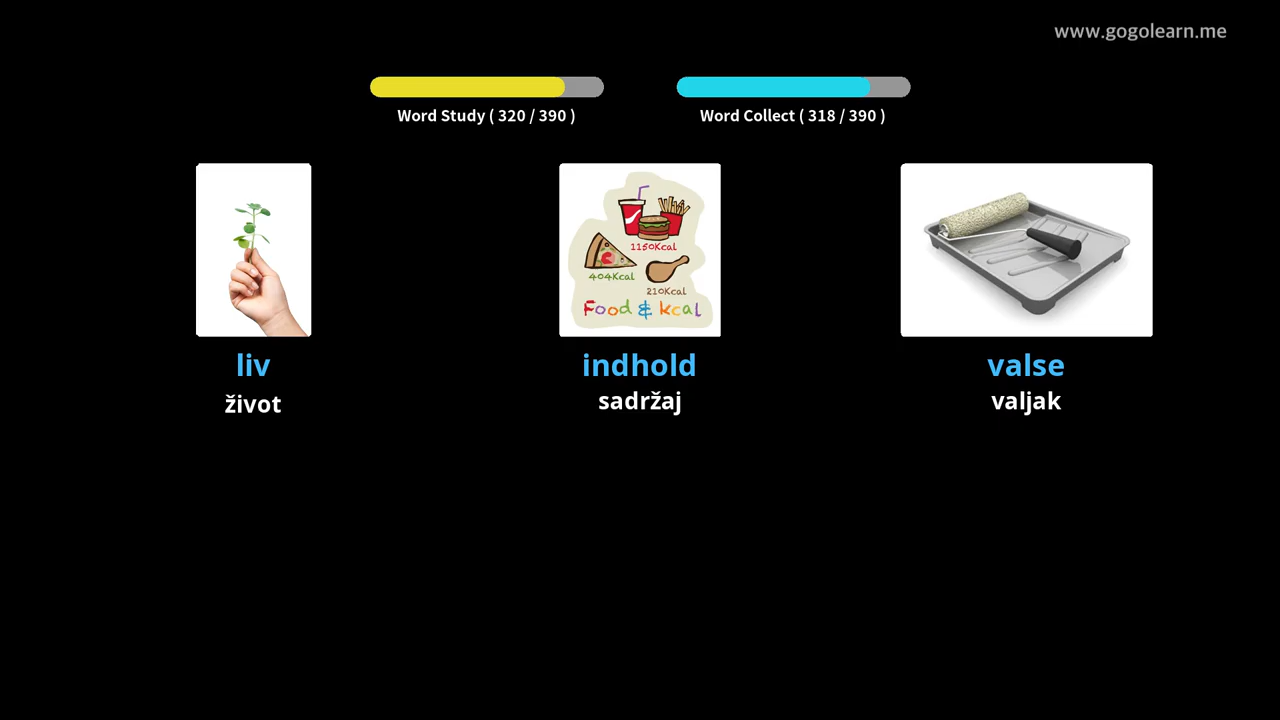 www.gogolearn.me
Word Study ( 320 / 390 )
Word Collect ( 318 / 390 )
1150Kcal
404Kcal
210Kcal
Food & kcal
liv
indhold
valse
život
sadržaj
valjak